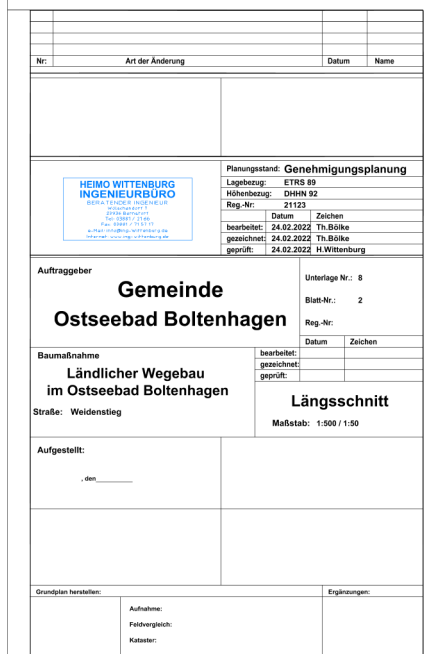 Nr: Art der Änderung Datum Name
Planungsstand: Genehmigungsplanung
Lagebezug: ETRS 89
Höhenbezug: DHHN 92
Reg.-Nr: 21123
Datum Zeichen
bearbeitet: 24.02.2022 Th.Bölke
gezeichnet: 24.02.2022 Th.Bölke
geprüft: 24.02.2022 H.Wittenburg
HEIMO WITTENBURG
INGENIEURBÜRO
BERATENDER INGENIEUR
Auftraggeber
Gemeinde
Ostseebad Boltenhagen
Unterlage Nr.: 8
Blatt-Nr.: 2
Reg.-Nr:
Datum Zeichen
bearbeitet:
gezeichnet:
geprüft:
Baumaßnahme
Ländlicher Wegebau
im Ostseebad Boltenhagen
Straße: Weidenstieg
Längsschnitt
Maßstab: 1:500 / 1:50
Aufgestellt:
, den__________
Grundplan herstellen: Ergänzungen:
Aufnahme:
Feldvergleich:
Kataster: